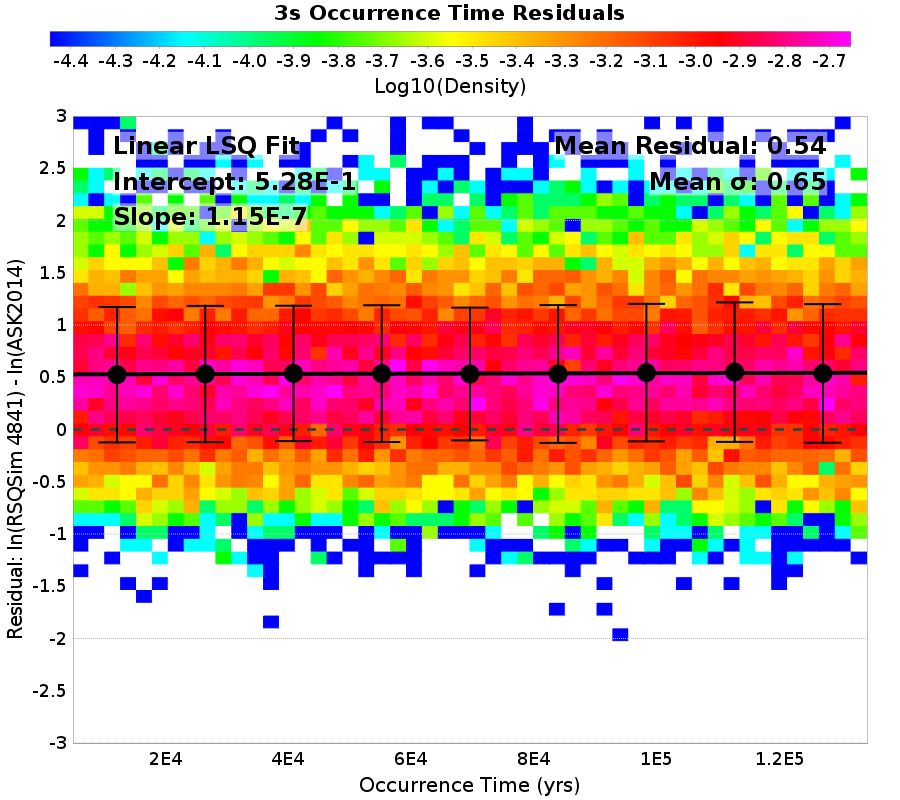 3s Occurrence Time Residuals
-4.4 -4.3 -4.2 -4.1 -4.0 -3.9 -3.8 -3.7 -3.6 -3.5 -3.4 -3.3 -3.2 -3.1 -3.0 -2.9 -2.8 -2.7
Log10(Density)
Linear LSQ Fit
Mean Residual: 0.54
Intercept: 5.28E-1
Mean σ: 0.65
Slope: 1.15E-7
3
2.5
2
1.5
1
0.5
0
-0.5
-1
-1.5
-2
-2.5
-3
Residual: ln(RSQSim 4841) - ln(ASK2014)
2E4 4E4 6E4 8E4 1E5 1.2E5
Occurrence Time (yrs)